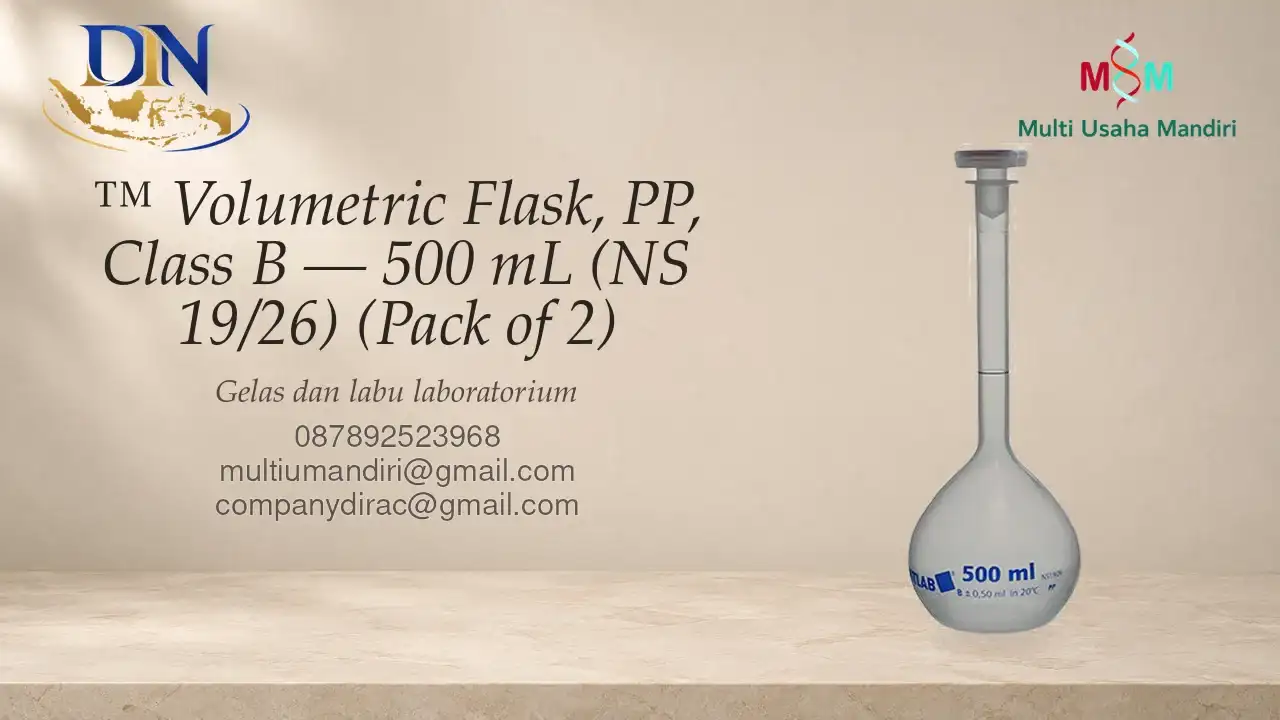 DN
MSM
Multi Usaha Mandiri
™ Volumetric Flask, PP,
Class B — 500 mL (NS
19/26) (Pack of 2)
Gelas dan labu laboratorium
087892523968
multiumandiri@gmail.com
companydirac@gmail.com
500 ml
B ± 0,50 ml in 20°C
PP